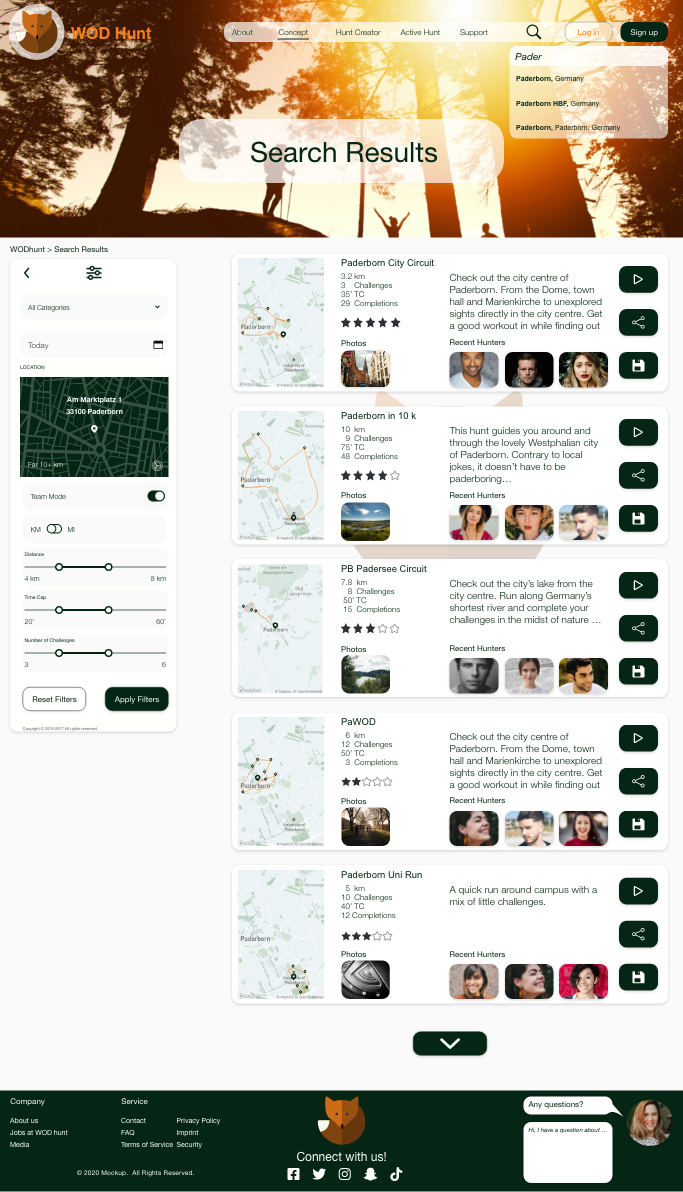 WOD Hunt
About Concept Hunt Creator Active Hunt Support
Log in
Sign up
Pader
Paderborn, Germany
Paderborn HBF, Germany
Paderborn, Paderborn, Germany
Search Results
WODhunt > Search Results
All Categories
Today
LOCATION
Am Marktplatz 1
33100 Paderborn
Far 10+ km
Team Mode
KM MI
Distance
4 km 8 km
Time Cap
20' 60'
Number of Challenges
3 6
Reset Filters
Apply Filters
Paderborn City Circuit
3.2 km
3 Challenges
35' TC
29 Completions
Photos
Check out the city centre of
Paderborn. From the Dome, town
hall and Marienkirche to unexplored
sights directly in the city centre. Get
a good workout in while finding out
Recent Hunters
Paderborn
Paderborn in 10 k
10 km
9 Challenges
75' TC
48 Completions
Photos
This hunt guides you around and
through the lovely Westphalian city
of Paderborn. Contrary to local
jokes, it doesn't have to be
paderboring…
Recent Hunters
Paderborn
PB Padersee Circuit
7.8 km
8 Challenges
50' TC
15 Completions
Photos
Check out the city's lake from the
city centre. Run along Germany's
shortest river and complete your
challenges in the midst of nature …
Recent Hunters
Paderborn
PaWOD
6 km
12 Challenges
50' TC
3 Completions
Photos
Check out the city centre of
Paderborn. From the Dome, town
hall and Marienkirche to unexplored
sights directly in the city centre. Get
a good workout in while finding out
Recent Hunters
Paderborn
Paderborn Uni Run
5 km
10 Challenges
40' TC
12 Completions
Photos
A quick run around campus with a
mix of little challenges.
Recent Hunters
Paderborn
Company
About us
Jobs at WOD hunt
Media
Service
Contact Privacy Policy
FAQ Imprint
Terms of Service Security
© 2020 Mockup. All Rights Reserved.
Connect with us!
Any questions?
Hi, I have a question about ...